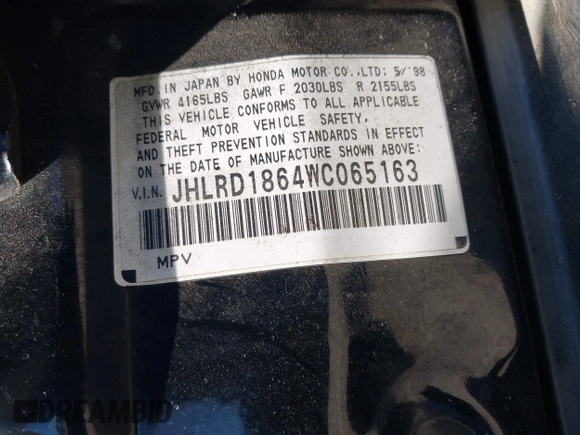 MFD.IN JAPAN BY HONDA MOTOR CO.,LTD: 5/'98
GVWR 4165LBS GAWR F 2030LBS R 2155LBS
THIS VEHICLE CONFORMS TO ALL APPLICABLE
FEDERAL MOTOR VEHICLE SAFETY,
AND THEFT PREVENTION STANDARDS IN EFFECT
ON THE DATE OF MANUFACTURE SHOWN ABOVE:
V.I.N. JHLRD1864WC065163
MPV
DREAMBID